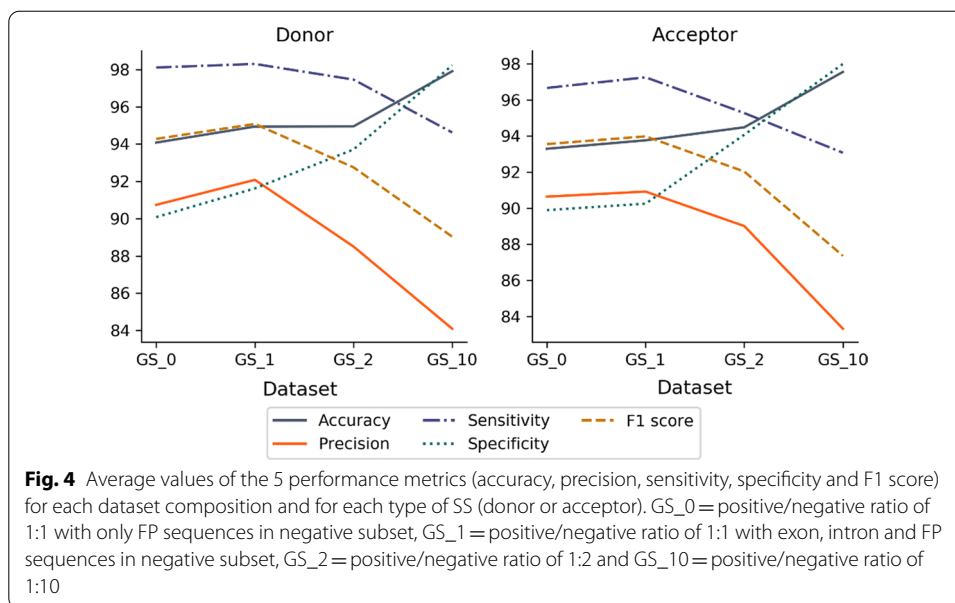 Donor
98
96
94
92
90
88
86
84
GS_0 GS_1 GS_2 GS_10
Dataset
Acceptor
98
96
94
92
90
88
86
84
GS_0 GS_1 GS_2 GS_10
Dataset
Accuracy Sensitivity F1 score
Precision Specificity
Fig. 4 Average values of the 5 performance metrics (accuracy, precision, sensitivity, specificity and F1 score)
for each dataset composition and for each type of SS (donor or acceptor). GS_0 = positive/negative ratio of
1:1 with only FP sequences in negative subset, GS_1 = positive/negative ratio of 1:1 with exon, intron and FP
sequences in negative subset, GS_2 = positive/negative ratio of 1:2 and GS_10 = positive/negative ratio of
1:10